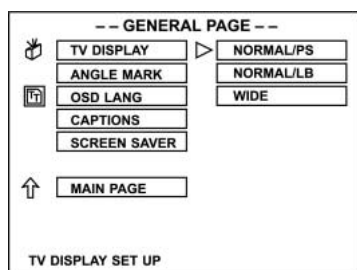 -- GENERAL PAGE --
TV DISPLAY
NORMAL/PS
ANGLE MARK
NORMAL/LB
OSD LANG
WIDE
CAPTIONS
SCREEN SAVER
MAIN PAGE
TV DISPLAY SET UP